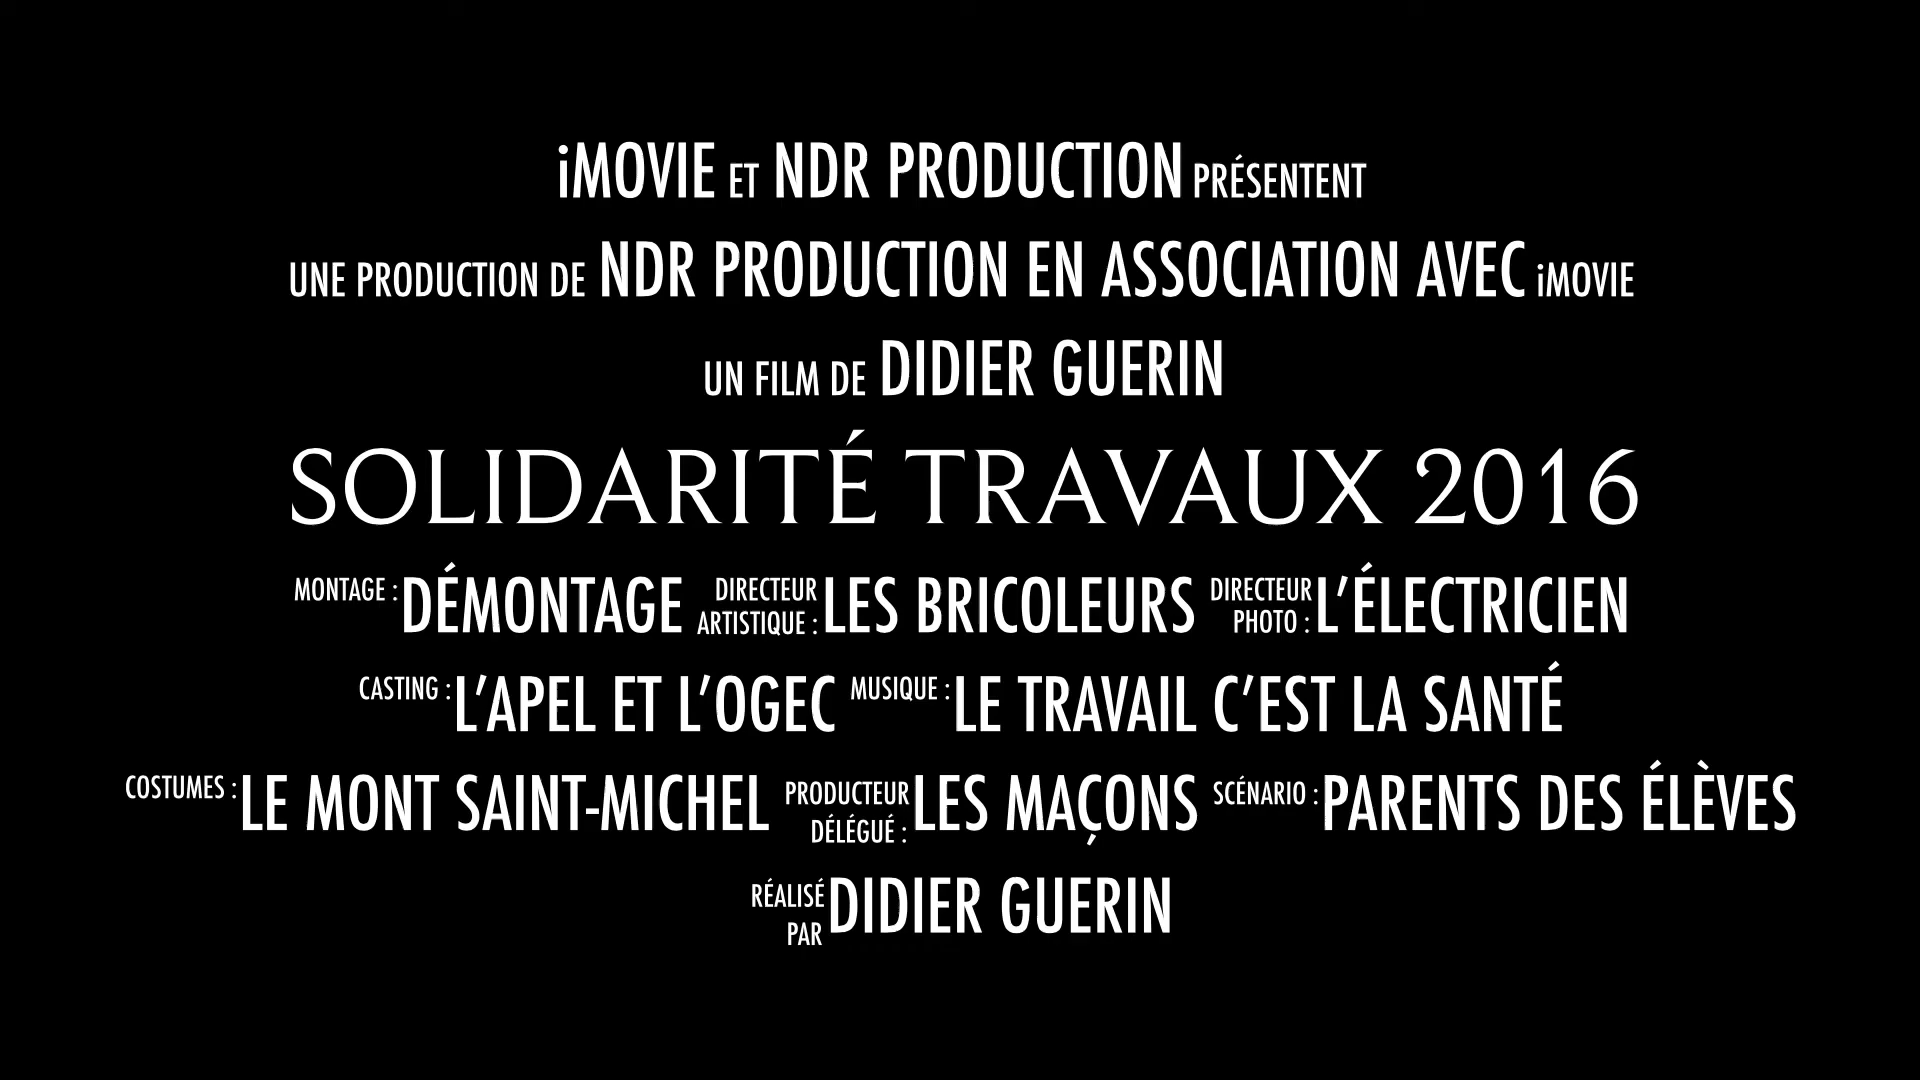 iMOVIE ET NDR PRODUCTION PRÉSENTENT
UNE PRODUCTION DE NDR PRODUCTION EN ASSOCIATION AVEC iMOVIE
UN FILM DE DIDIER GUERIN
SOLIDARITÉ TRAVAUX 2016
MONTAGE : DÉMONTAGE DIRECTEUR ARTISTIQUE : LES BRICOLEURS DIRECTEUR PHOTO : L’ÉLECTRICIEN
CASTING : L’APEL ET L’OGEC MUSIQUE : LE TRAVAIL C’EST LA SANTÉ
COSTUMES : LE MONT SAINT-MICHEL PRODUCTEUR DÉLÉGUÉ : LES MAÇONS SCÉNARIO : PARENTS DES ÉLÈVES
RÉALISÉ PAR DIDIER GUERIN